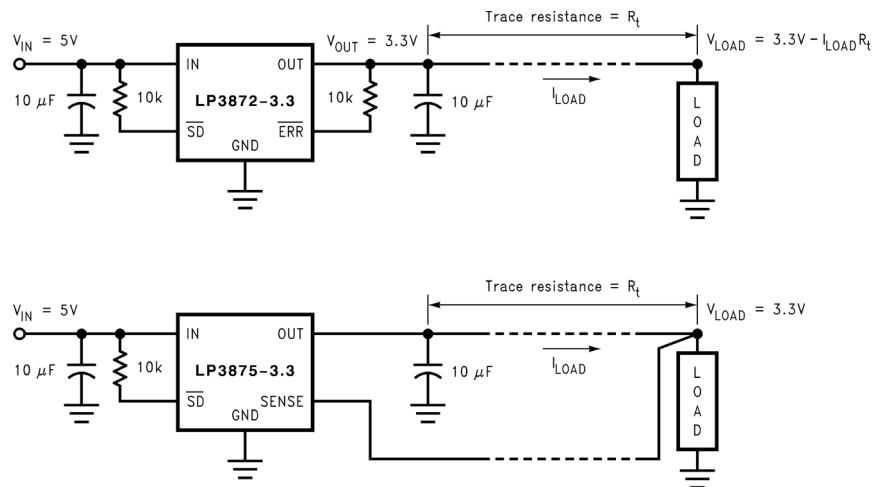 Trace resistance = Rt
VIN = 5V
VOUT = 3.3V
VLOAD = 3.3V - ILOADRt
IN
OUT
10 μF
10k
LP3872-3.3
10k
10 μF
ILOAD
SD
ERR
GND
LOAD
Trace resistance = Rt
VIN = 5V
VLOAD = 3.3V
IN
OUT
10 μF
10k
LP3875-3.3
10 μF
ILOAD
SD
SENSE
GND
LOAD